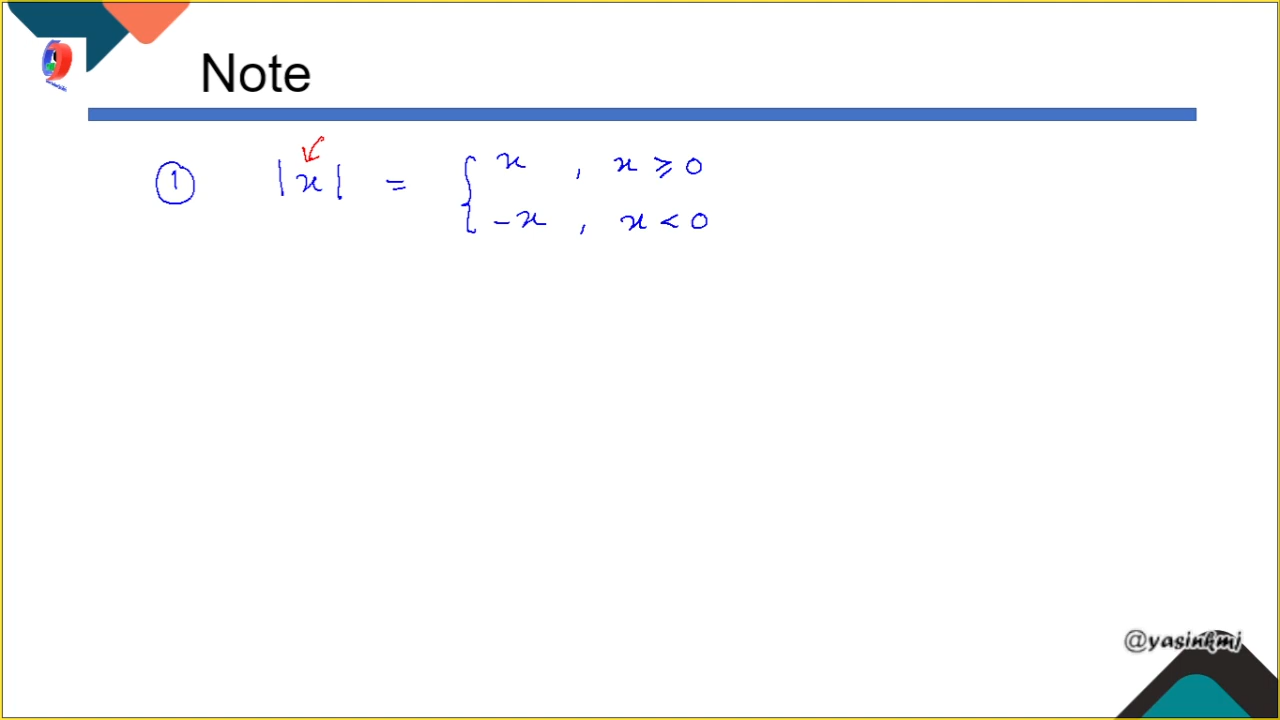 Note
① |x| = { x , x ≥ 0
-x , x < 0
@yasinkmj